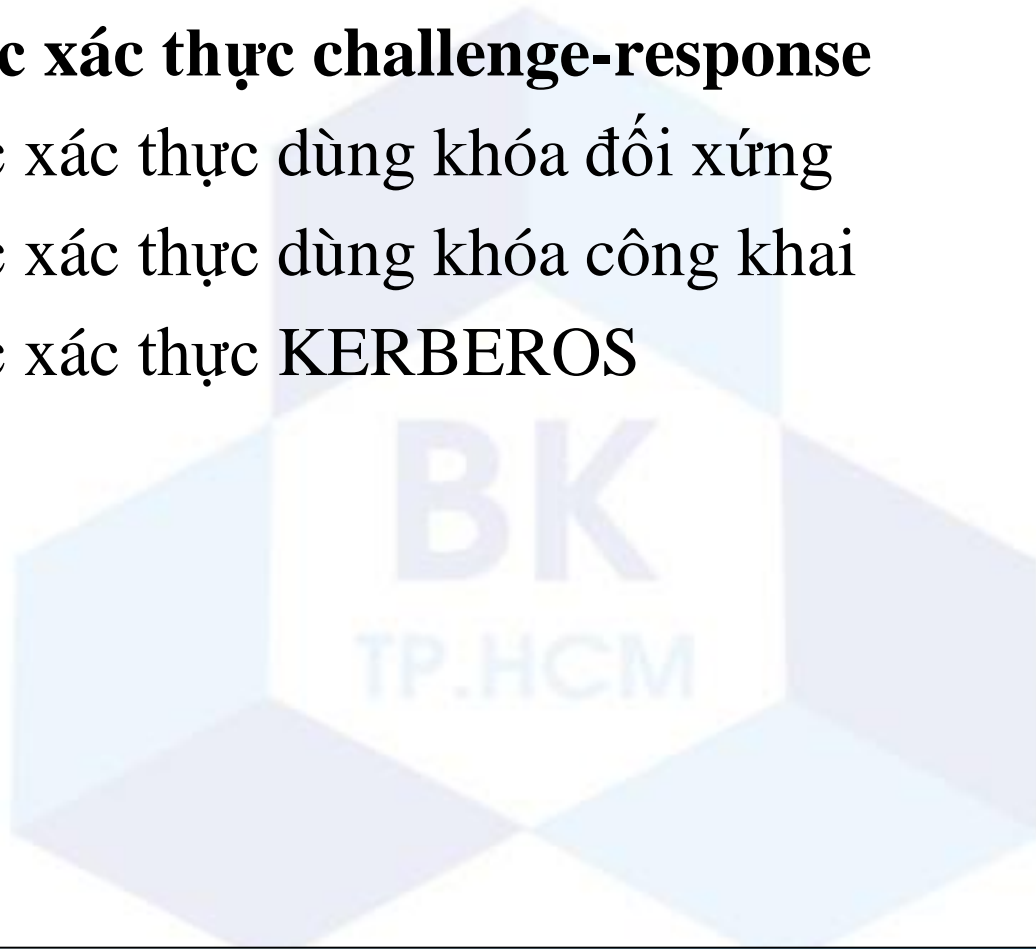 c xác thực challenge-response
c xác thực dùng khóa đối xứng
c xác thực dùng khóa công khai
c xác thực KERBEROS
BK
TP.HCM